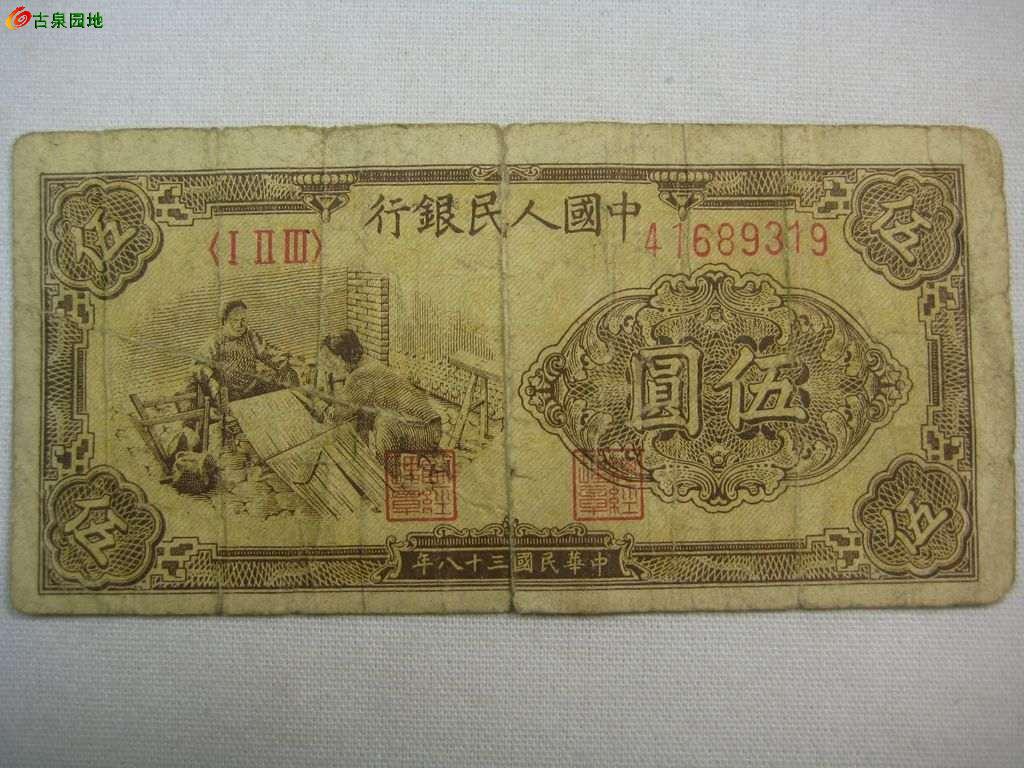 古泉园地
中國人民銀行
〈I II III〉
41689319
伍
伍
伍圓
伍
伍
中華民國三十八年